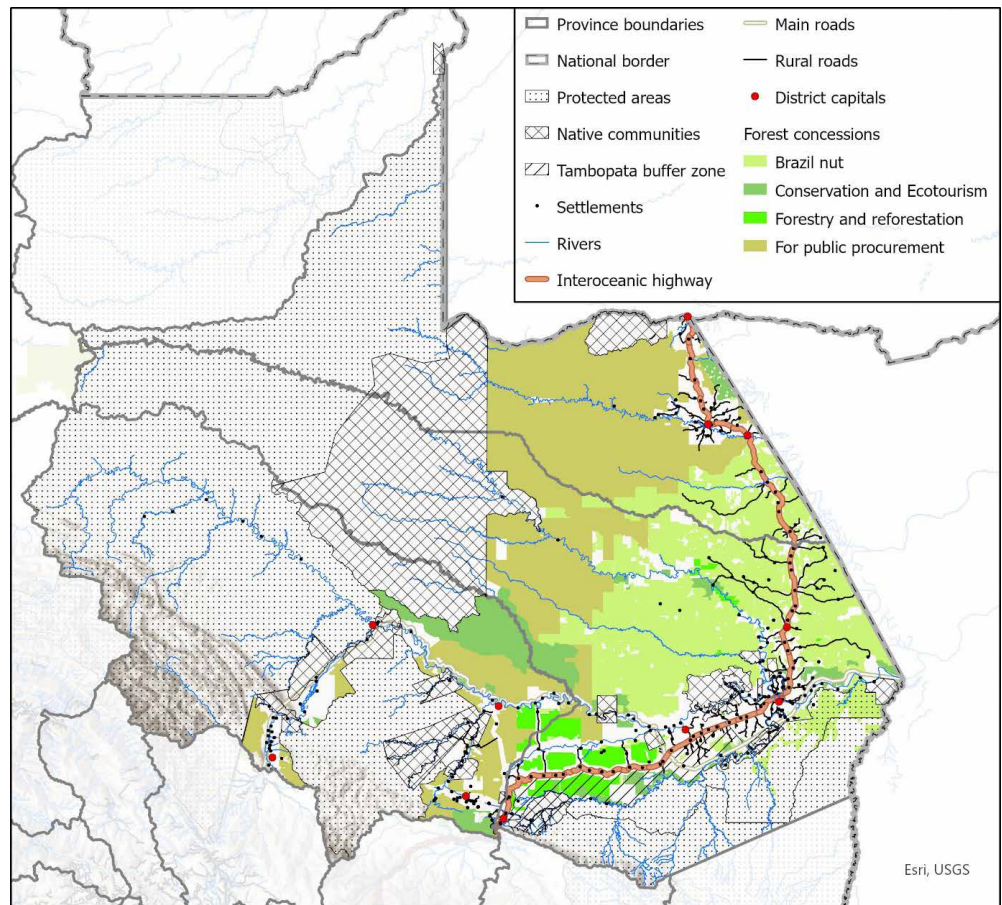 Province boundaries
National border
Protected areas
Native communities
Tambopata buffer zone
Settlements
Rivers
Interoceanic highway
Main roads
Rural roads
District capitals
Forest concessions
Brazil nut
Conservation and Ecotourism
Forestry and reforestation
For public procurement
Esri, USGS